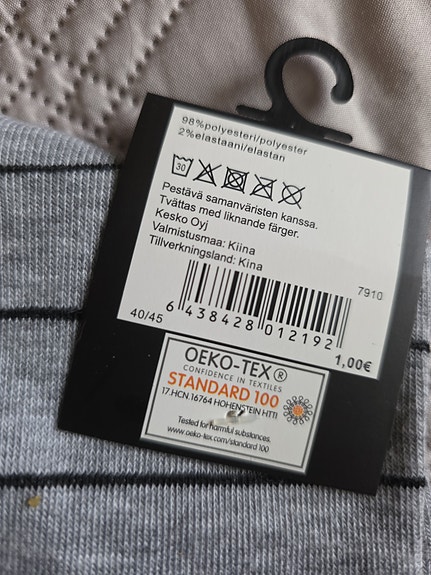 98%polyesteri/polyester
2%elastaani/elastan
30
Pestävä samanväristen kanssa.
Tvättas med liknande färger.
Kesko Oyj
Valmistusmaa: Kiina
Tillverkningsland: Kina
7910
40/45
6 438428 012192
1,00€
OEKO-TEX®
CONFIDENCE IN TEXTILES
STANDARD 100
17.HCN.16764 HOHENSTEIN HTTI
Tested for harmful substances.
www.oeko-tex.com/standard100